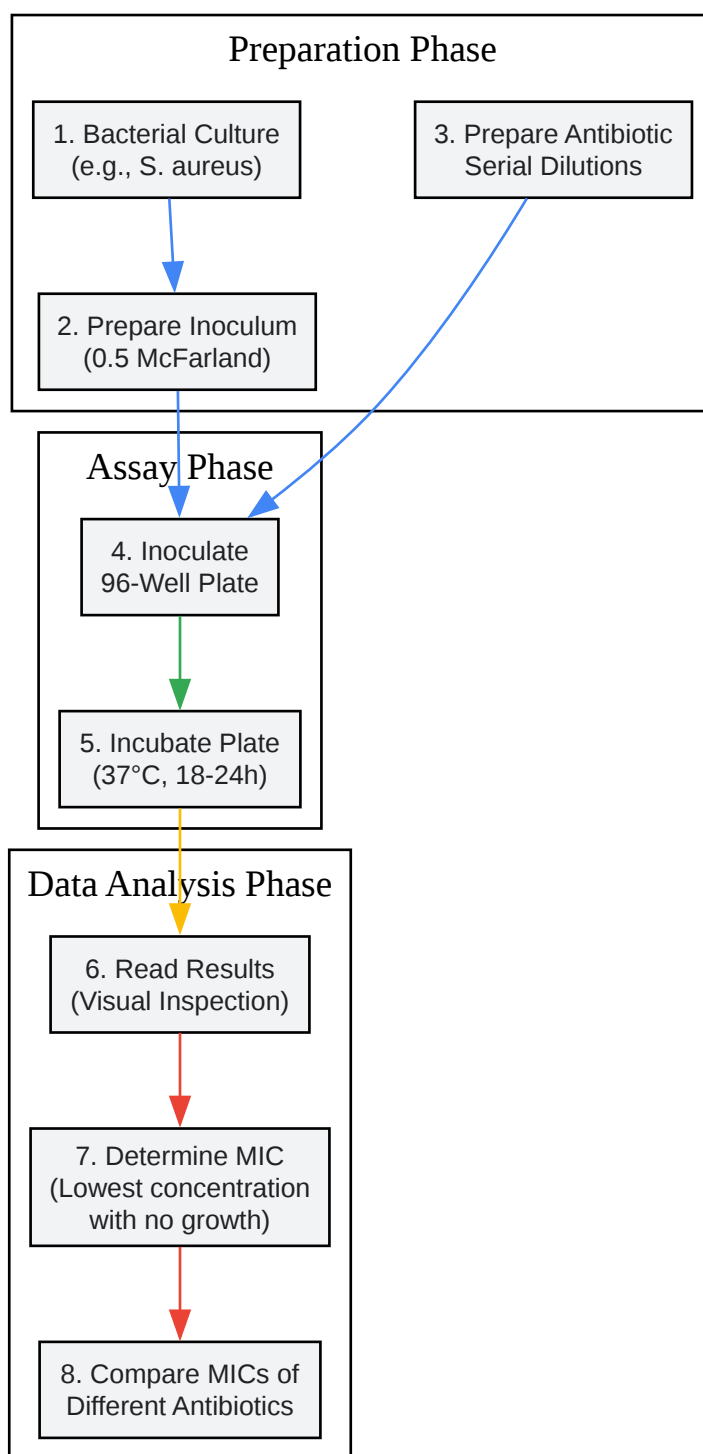 Preparation Phase
1. Bacterial Culture
(e.g., S. aureus)
3. Prepare Antibiotic
Serial Dilutions
2. Prepare Inoculum
(0.5 McFarland)
Assay Phase
4. Inoculate
96-Well Plate
5. Incubate Plate
(37°C, 18-24h)
Data Analysis Phase
6. Read Results
(Visual Inspection)
7. Determine MIC
(Lowest concentration
with no growth)
8. Compare MICs of
Different Antibiotics